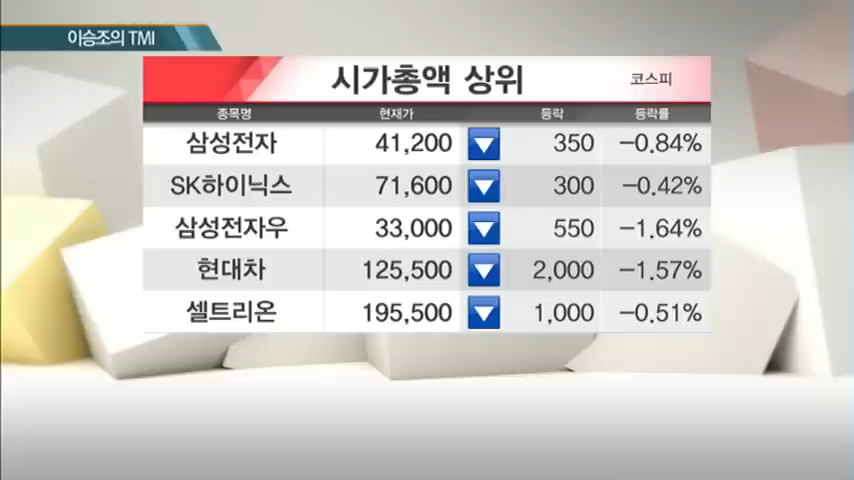 이승조의 TMI
시가총액 상위 코스피
종목명 현재가 등락 등락률
삼성전자 41,200 ▼ 350 -0.84%
SK하이닉스 71,600 ▼ 300 -0.42%
삼성전자우 33,000 ▼ 550 -1.64%
현대차 125,500 ▼ 2,000 -1.57%
셀트리온 195,500 ▼ 1,000 -0.51%